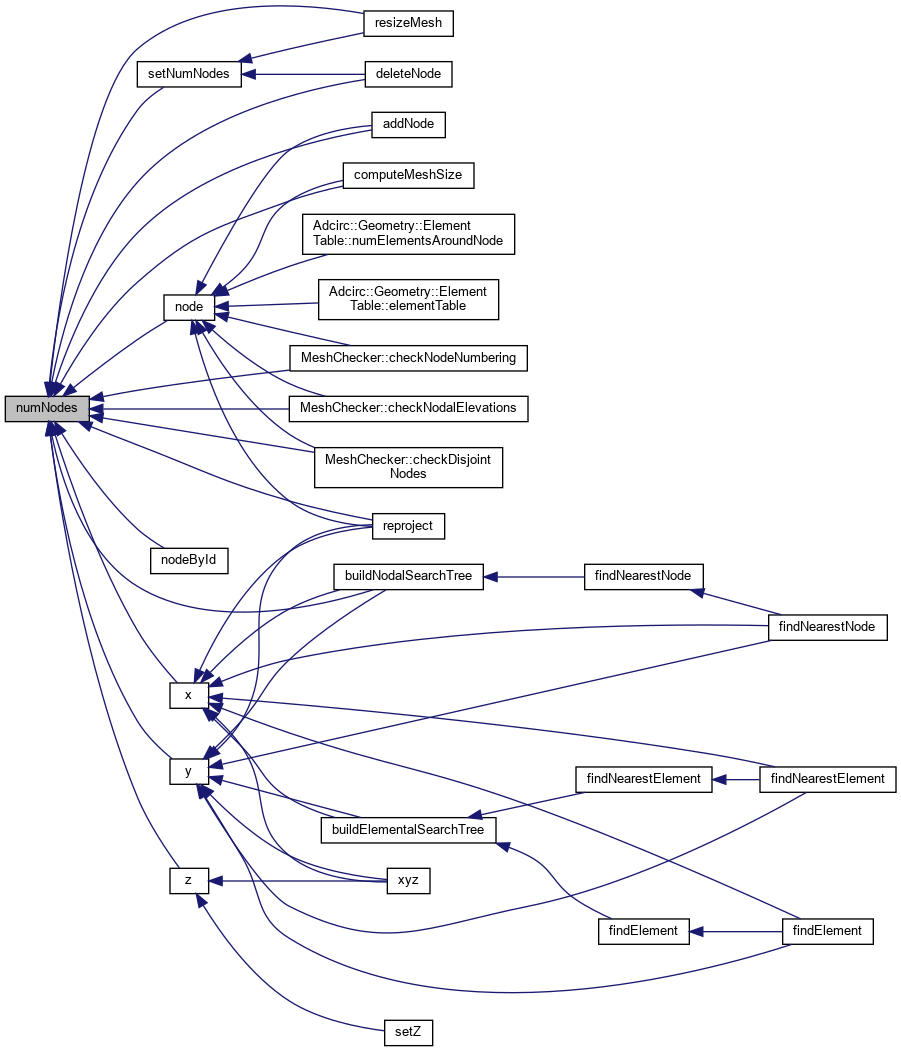 resizeMesh
setNumNodes
deleteNode
addNode
computeMeshSize
Adcirc::Geometry::Element
Table::numElementsAroundNode
node
Adcirc::Geometry::Element
Table::elementTable
MeshChecker::checkNodeNumbering
numNodes
MeshChecker::checkNodalElevations
MeshChecker::checkDisjoint
Nodes
reproject
nodeById
buildNodalSearchTree
findNearestNode
findNearestNode
x
y
findNearestElement
findNearestElement
buildElementalSearchTree
z
xyz
findElement
findElement
setZ